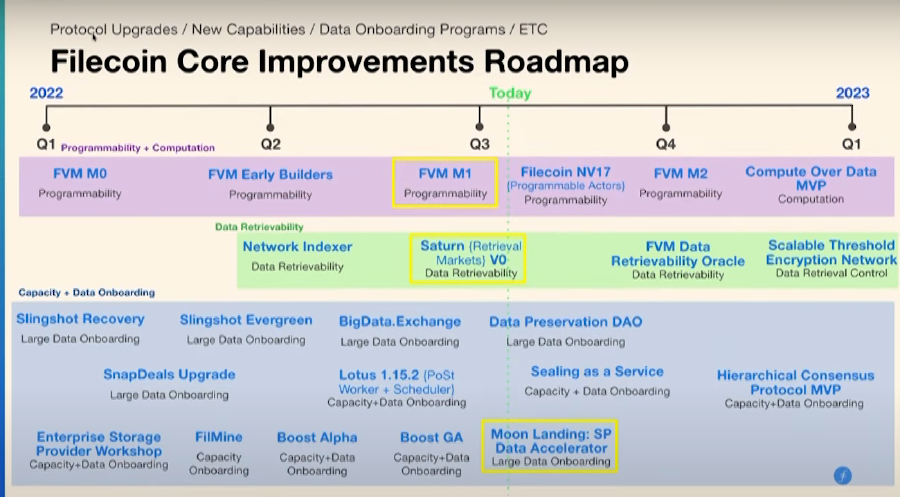 Protocol Upgrades / New Capabilities / Data Onboarding Programs / ETC
Filecoin Core Improvements Roadmap
2022
Today
2023
Q1
Q2
Q3
Q4
Q1
Programmability + Computation
FVM M0
Programmability
FVM Early Builders
Programmability
FVM M1
Programmability
Filecoin NV17
(Programmable Actors)
Programmability
FVM M2
Programmability
Compute Over Data
MVP
Computation
Data Retrievability
Network Indexer
Data Retrievability
Saturn (Retrieval
Markets) V0
Data Retrievability
FVM Data
Retrievability Oracle
Data Retrievability
Scalable Threshold
Encryption Network
Data Retrieval Control
Capacity + Data Onboarding
Slingshot Recovery
Large Data Onboarding
Slingshot Evergreen
Large Data Onboarding
BigData.Exchange
Large Data Onboarding
Data Preservation DAO
Large Data Onboarding
SnapDeals Upgrade
Large Data Onboarding
Lotus 1.15.2 (PoSt
Worker + Scheduler)
Capacity+Data Onboarding
Sealing as a Service
Capacity + Data Onboarding
Hierarchical Consensus
Protocol MVP
Capacity+Data Onboarding
Enterprise Storage
Provider Workshop
Capacity+Data Onboarding
FilMine
Capacity
Onboarding
Boost Alpha
Capacity+Data
Onboarding
Boost GA
Capacity+Data
Onboarding
Moon Landing: SP
Data Accelerator
Large Data Onboarding